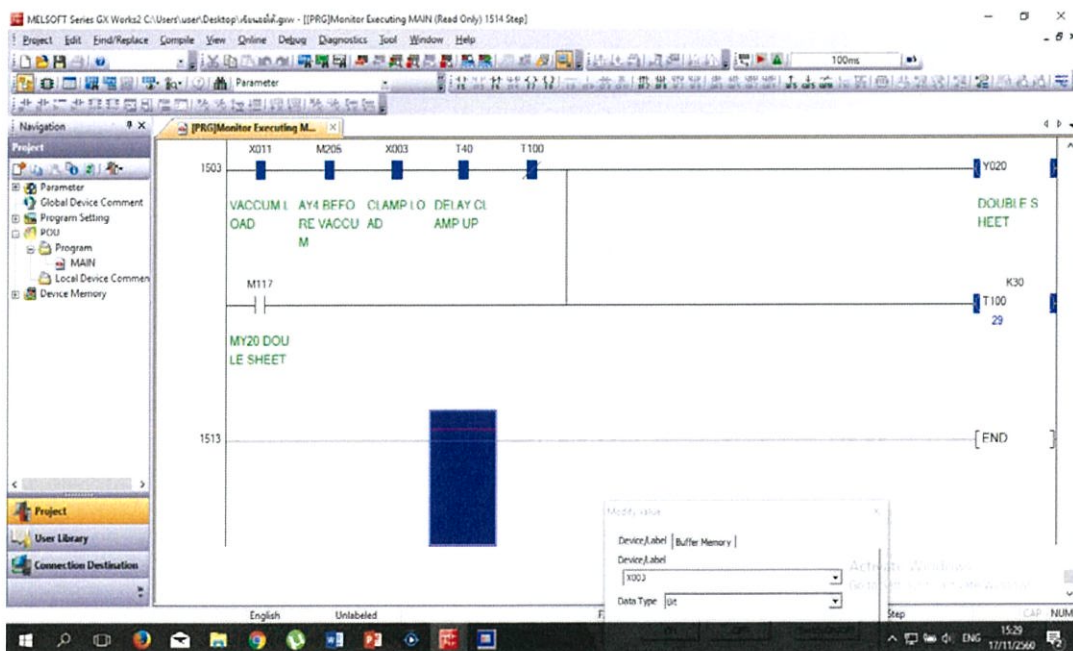 MELSOFT Series GX Works2 C:\Users\user\Desktop\ - [[PRG]Monitor Executing MAIN (Read Only) 1514 Step]
Project Edit Find/Replace Compile View Online Debug Diagnostics Tool Window Help
100ms
Parameter
Navigation
[PRG]Monitor Executing M...
Project
Parameter
Global Device Comment
Program Setting
POU
Program
MAIN
Local Device Commen
Device Memory
Project
User Library
Connection Destination
X011 M205 X003 T40 T100
1503 Y020
VACCUM L AY4 BEFO CLAMP LO DELAY CL DOUBLE S
OAD RE VACCU AD AMP UP HEET
M
M117 K30
T100
29
MY20 DOU
LE SHEET
1513 [END ]
Modify value
Device/Label Buffer Memory
Device/Label
X003
Data Type Bit
Activate Windows
English Unlabeled Step CAP NUM
ENG 15:29
17/11/2560